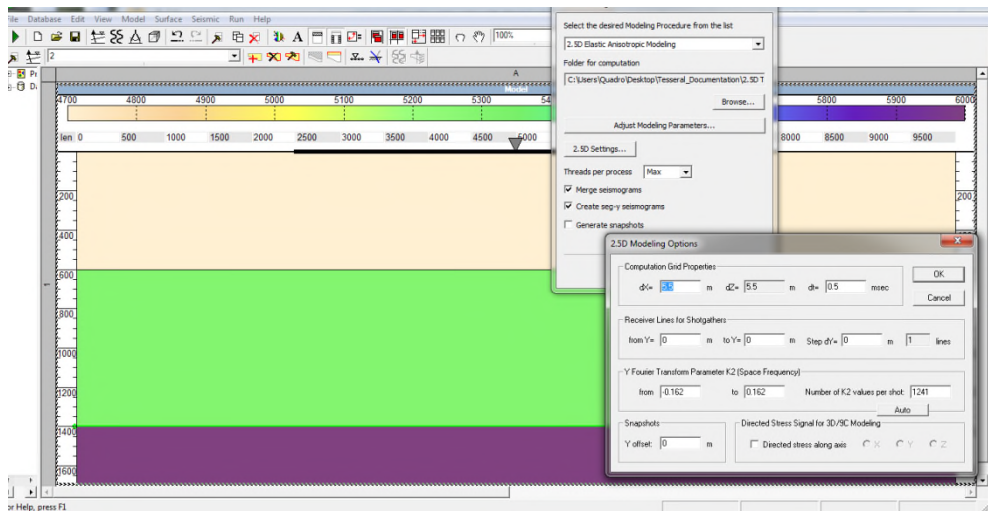 File Database Edit View Model Surface Seismic Run Help
100%
2
A
Model
4700 4800 4900 5000 5100 5200 5300 54 5800 5900 6000
len 0 500 1000 1500 2000 2500 3000 3500 4000 4500 5000 8000 8500 9000 9500
200
400
600
800
1000
1200
1400
1600
200
Select the desired Modeling Procedure from the list
2.5D Elastic Anisotropic Modeling
Folder for computation
C:\Users\Quadro\Desktop\Tesseral_Documentation\2.5D T
Browse...
Adjust Modeling Parameters...
2.5D Settings...
Threads per process Max
Merge seismograms
Create seg-y seismograms
Generate snapshots
2.5D Modeling Options
Computation Grid Properties
dX= 5.5 m dZ= 5.5 m dt= 0.5 msec
OK
Cancel
Receiver Lines for Shotgathers
from Y= 0 m to Y= 0 m Step dY= 0 m 1 lines
Y Fourier Transform Parameter K2 (Space Frequency)
from -0.162 to 0.162 Number of K2 values per shot: 1241
Auto
Snapshots
Y offset: 0 m
Directed Stress Signal for 3D/9C Modeling
Directed stress along axis X Y Z
or Help, press F1